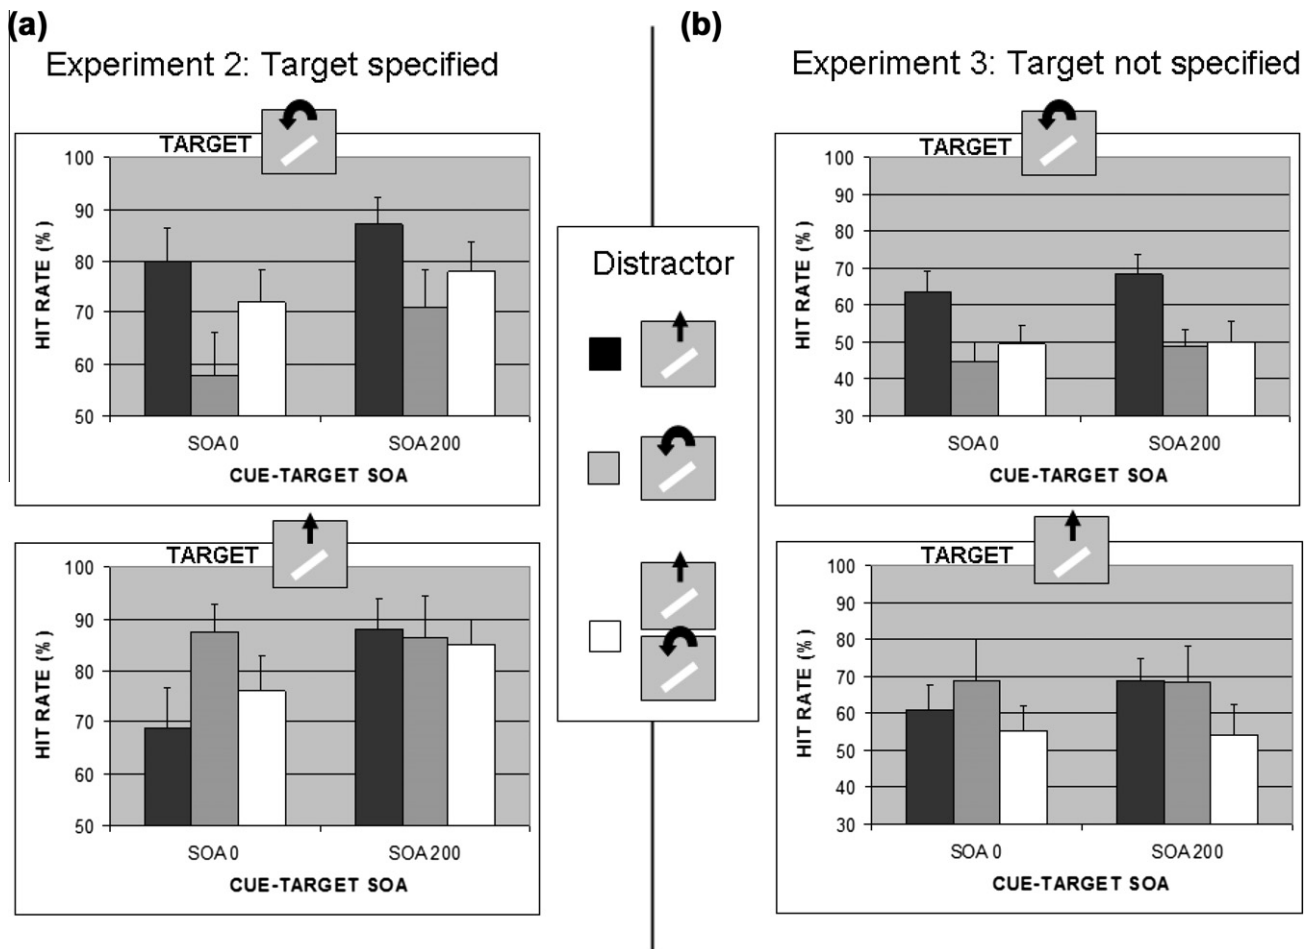 (a)
Experiment 2: Target specified
TARGET
100
90
80
70
60
50
HIT RATE (%)
SOA 0
SOA 200
CUE-TARGET SOA
TARGET
100
90
80
70
60
50
HIT RATE (%)
SOA 0
SOA 200
CUE-TARGET SOA
Distractor
(b)
Experiment 3: Target not specified
TARGET
100
90
80
70
60
50
40
30
HIT RATE (%)
SOA 0
SOA 200
CUE-TARGET SOA
TARGET
100
90
80
70
60
50
40
30
HIT RATE (%)
SOA 0
SOA 200
CUE-TARGET SOA